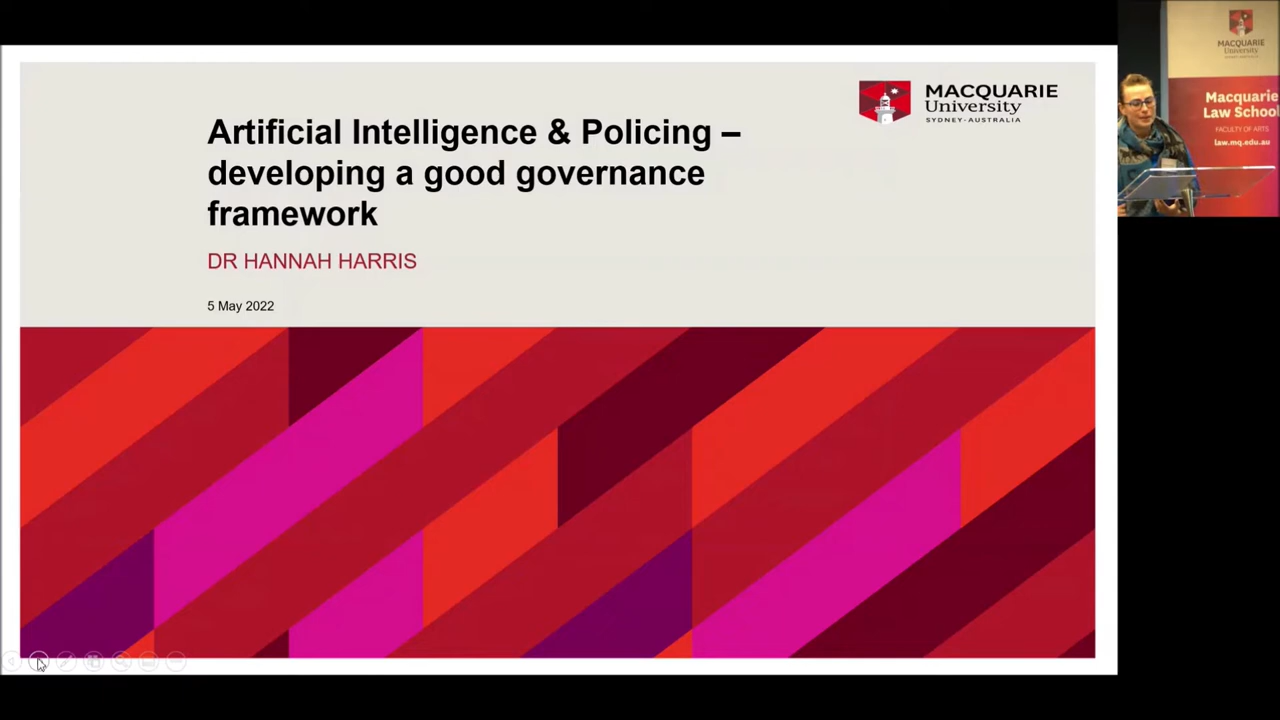 Artificial Intelligence & Policing –
developing a good governance
framework
DR HANNAH HARRIS
5 May 2022
MACQUARIE
University
SYDNEY·AUSTRALIA
MACQUARIE
University
Macquarie
Law School
FACULTY OF ARTS
law.mq.edu.au